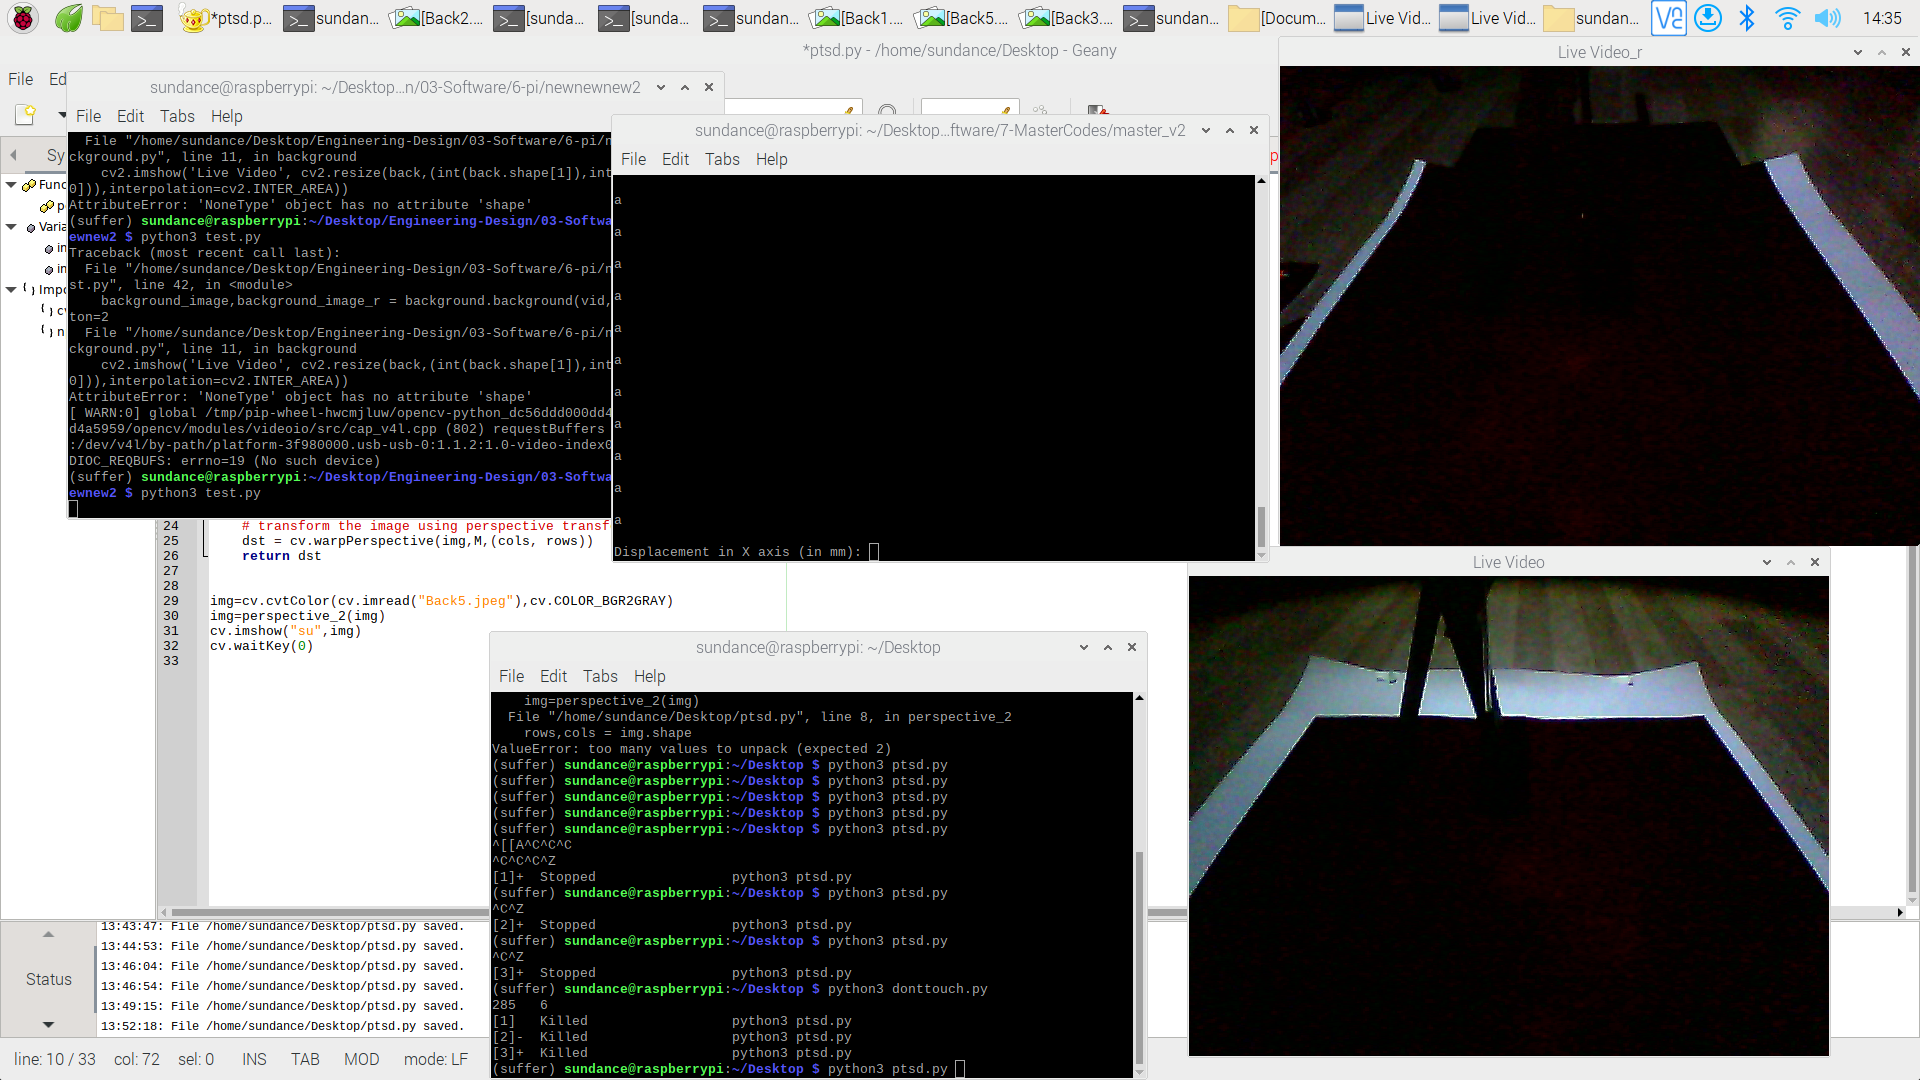 *ptsd.p...
sundan...
[Back2....
[sunda...
[sunda...
sundan...
[Back1....
[Back5....
[Back3....
sundan...
[Docum...
Live Vid...
Live Vid...
sundan...
14:35
*ptsd.py - /home/sundance/Desktop - Geany
File Ed
Sy
Func
p
Varia
in
in
Impo
c
n
sundance@raspberrypi: ~/Desktop...n/03-Software/6-pi/newnewnew2
File Edit Tabs Help
File "/home/sundance/Desktop/Engineering-Design/03-Software/6-pi/n
ckground.py", line 11, in background
cv2.imshow('Live Video', cv2.resize(back,(int(back.shape[1]),int
0])),interpolation=cv2.INTER_AREA))
AttributeError: 'NoneType' object has no attribute 'shape'
(suffer) sundance@raspberrypi:~/Desktop/Engineering-Design/03-Softwa
ewnew2 $ python3 test.py
Traceback (most recent call last):
File "/home/sundance/Desktop/Engineering-Design/03-Software/6-pi/n
st.py", line 42, in <module>
background_image,background_image_r = background.background(vid,
ton=2
File "/home/sundance/Desktop/Engineering-Design/03-Software/6-pi/n
ckground.py", line 11, in background
cv2.imshow('Live Video', cv2.resize(back,(int(back.shape[1]),int
0])),interpolation=cv2.INTER_AREA))
AttributeError: 'NoneType' object has no attribute 'shape'
[ WARN:0] global /tmp/pip-wheel-hwcmjluw/opencv-python_dc56ddd000dd4
d4a5959/opencv/modules/videoio/src/cap_v4l.cpp (802) requestBuffers
:/dev/v4l/by-path/platform-3f980000.usb-usb-0:1.1.2:1.0-video-index0
DIOC_REQBUFS: errno=19 (No such device)
(suffer) sundance@raspberrypi:~/Desktop/Engineering-Design/03-Softwa
ewnew2 $ python3 test.py
sundance@raspberrypi: ~/Desktop...ftware/7-MasterCodes/master_v2
File Edit Tabs Help
a
a
a
a
a
a
a
a
a
a
a
Displacement in X axis (in mm):
Live Video_r
Live Video
24 # transform the image using perspective transf
25 dst = cv.warpPerspective(img,M,(cols, rows))
26 return dst
27
28
29 img=cv.cvtColor(cv.imread("Back5.jpeg"),cv.COLOR_BGR2GRAY)
30 img=perspective_2(img)
31 cv.imshow("su",img)
32 cv.waitKey(0)
33
sundance@raspberrypi: ~/Desktop
File Edit Tabs Help
img=perspective_2(img)
File "/home/sundance/Desktop/ptsd.py", line 8, in perspective_2
rows,cols = img.shape
ValueError: too many values to unpack (expected 2)
(suffer) sundance@raspberrypi:~/Desktop $ python3 ptsd.py
(suffer) sundance@raspberrypi:~/Desktop $ python3 ptsd.py
(suffer) sundance@raspberrypi:~/Desktop $ python3 ptsd.py
(suffer) sundance@raspberrypi:~/Desktop $ python3 ptsd.py
(suffer) sundance@raspberrypi:~/Desktop $ python3 ptsd.py
^[[A^C^C^C
^C^C^C^Z
[1]+ Stopped python3 ptsd.py
(suffer) sundance@raspberrypi:~/Desktop $ python3 ptsd.py
^C^Z
[2]+ Stopped python3 ptsd.py
(suffer) sundance@raspberrypi:~/Desktop $ python3 ptsd.py
^C^Z
[3]+ Stopped python3 ptsd.py
(suffer) sundance@raspberrypi:~/Desktop $ python3 donttouch.py
285 6
[1] Killed python3 ptsd.py
[2]- Killed python3 ptsd.py
[3]+ Killed python3 ptsd.py
(suffer) sundance@raspberrypi:~/Desktop $ python3 ptsd.py
Status
13:43:47: File /home/sundance/Desktop/ptsd.py saved.
13:44:53: File /home/sundance/Desktop/ptsd.py saved.
13:46:04: File /home/sundance/Desktop/ptsd.py saved.
13:46:54: File /home/sundance/Desktop/ptsd.py saved.
13:49:15: File /home/sundance/Desktop/ptsd.py saved.
13:52:18: File /home/sundance/Desktop/ptsd.py saved.
line: 10 / 33 col: 72 sel: 0 INS TAB MOD mode: LF